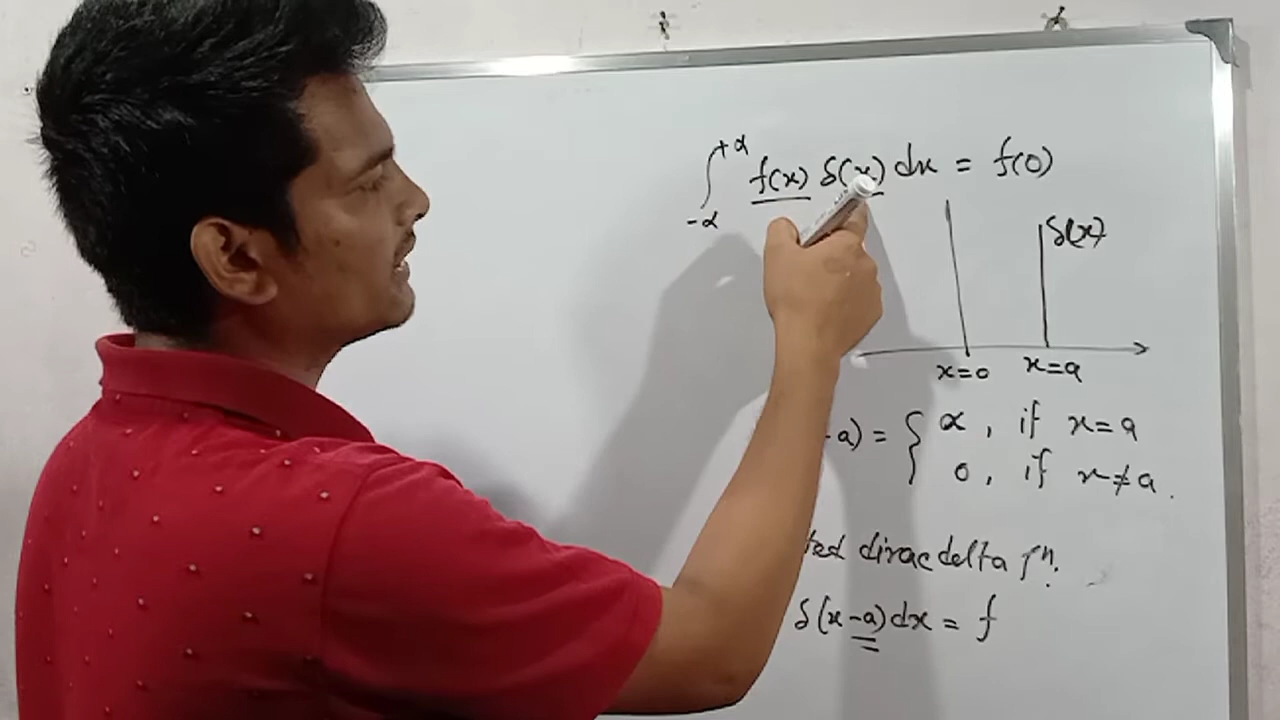 ∫_{-α}^{+α} f(x) δ(x) dx = f(0)
δ(x)
x=0 x=a
-a) = { α, if x=a
0, if x≠a.
ted dirac delta fⁿ.
δ(x-a)dx = f